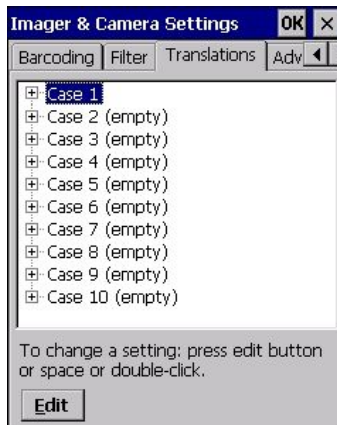 Imager & Camera Settings OK ×
Barcoding Filter Translations Adv
Case 1
Case 2 (empty)
Case 3 (empty)
Case 4 (empty)
Case 5 (empty)
Case 6 (empty)
Case 7 (empty)
Case 8 (empty)
Case 9 (empty)
Case 10 (empty)
To change a setting: press edit button
or space or double-click.
Edit